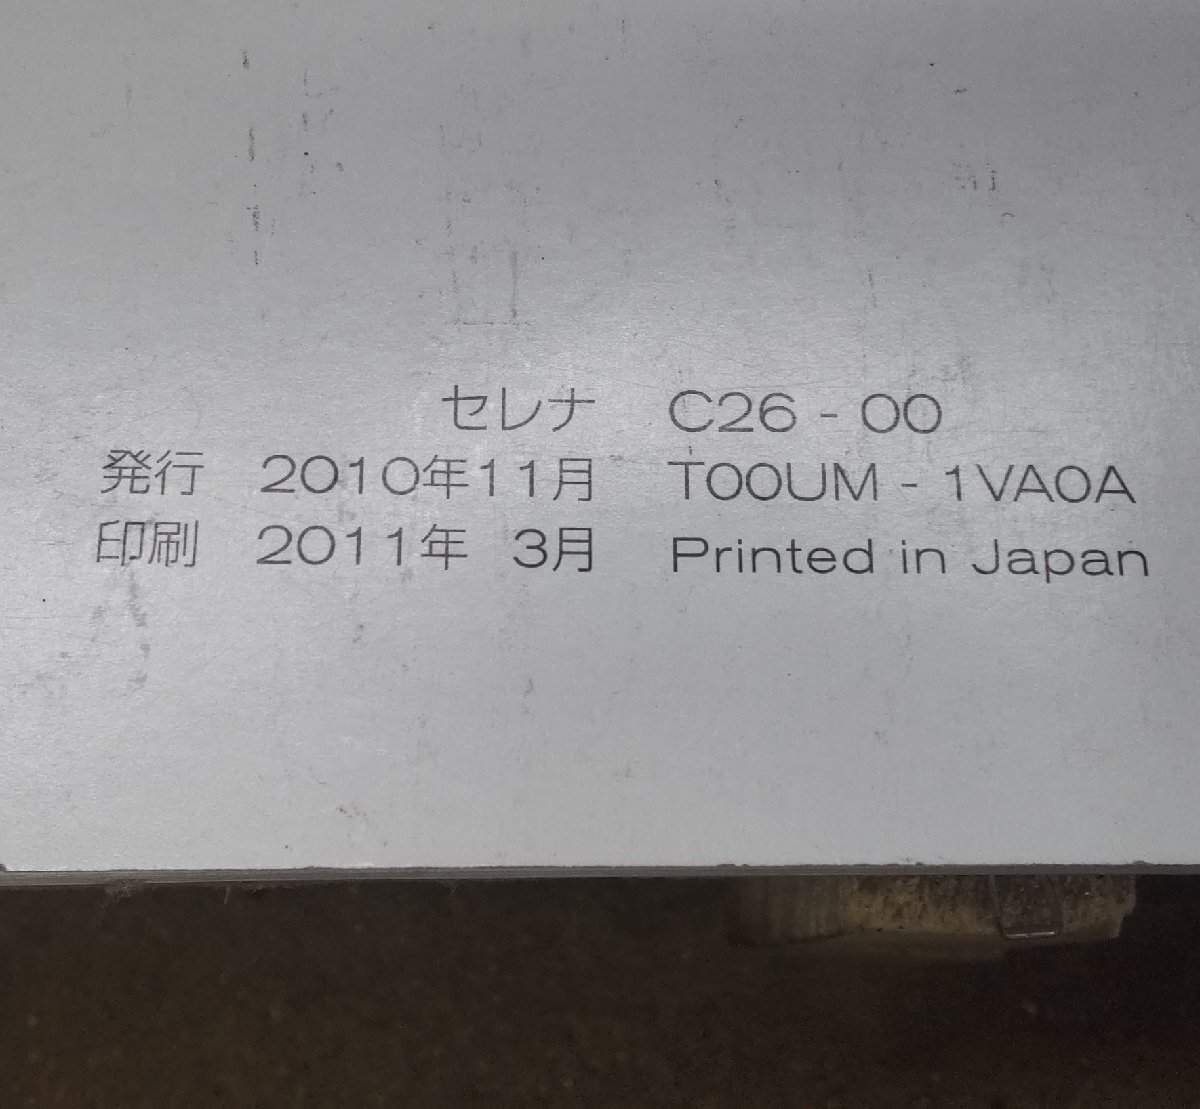 セレナ C26 - 00
発行 2010年11月 T00UM - 1VA0A
印刷 2011年 3月 Printed in Japan